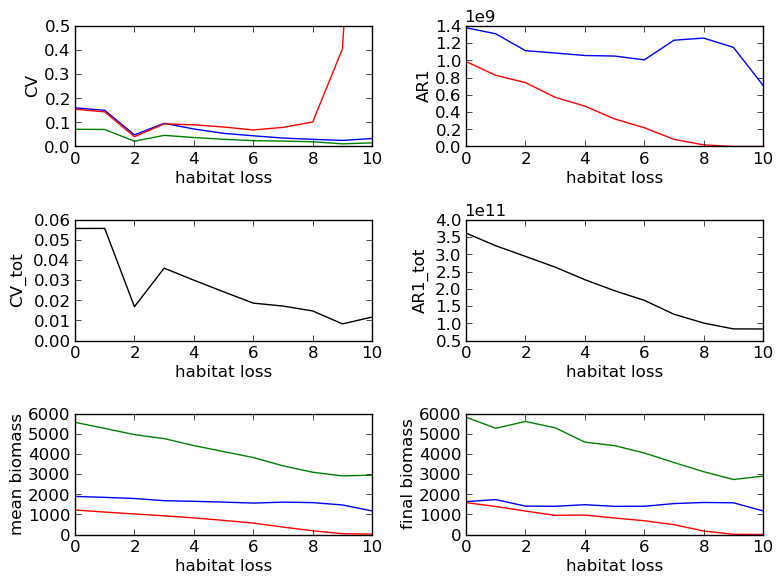 0.5
0.4
0.3
0.2
0.1
0.0
CV
0 2 4 6 8 10
habitat loss
1e9
1.4
1.2
1.0
0.8
0.6
0.4
0.2
0.0
AR1
0 2 4 6 8 10
habitat loss
0.06
0.05
0.04
0.03
0.02
0.01
0.00
CV_tot
0 2 4 6 8 10
habitat loss
1e11
4.0
3.5
3.0
2.5
2.0
1.5
1.0
0.5
AR1_tot
0 2 4 6 8 10
habitat loss
6000
5000
4000
3000
2000
1000
0
mean biomass
0 2 4 6 8 10
habitat loss
6000
5000
4000
3000
2000
1000
0
final biomass
0 2 4 6 8 10
habitat loss